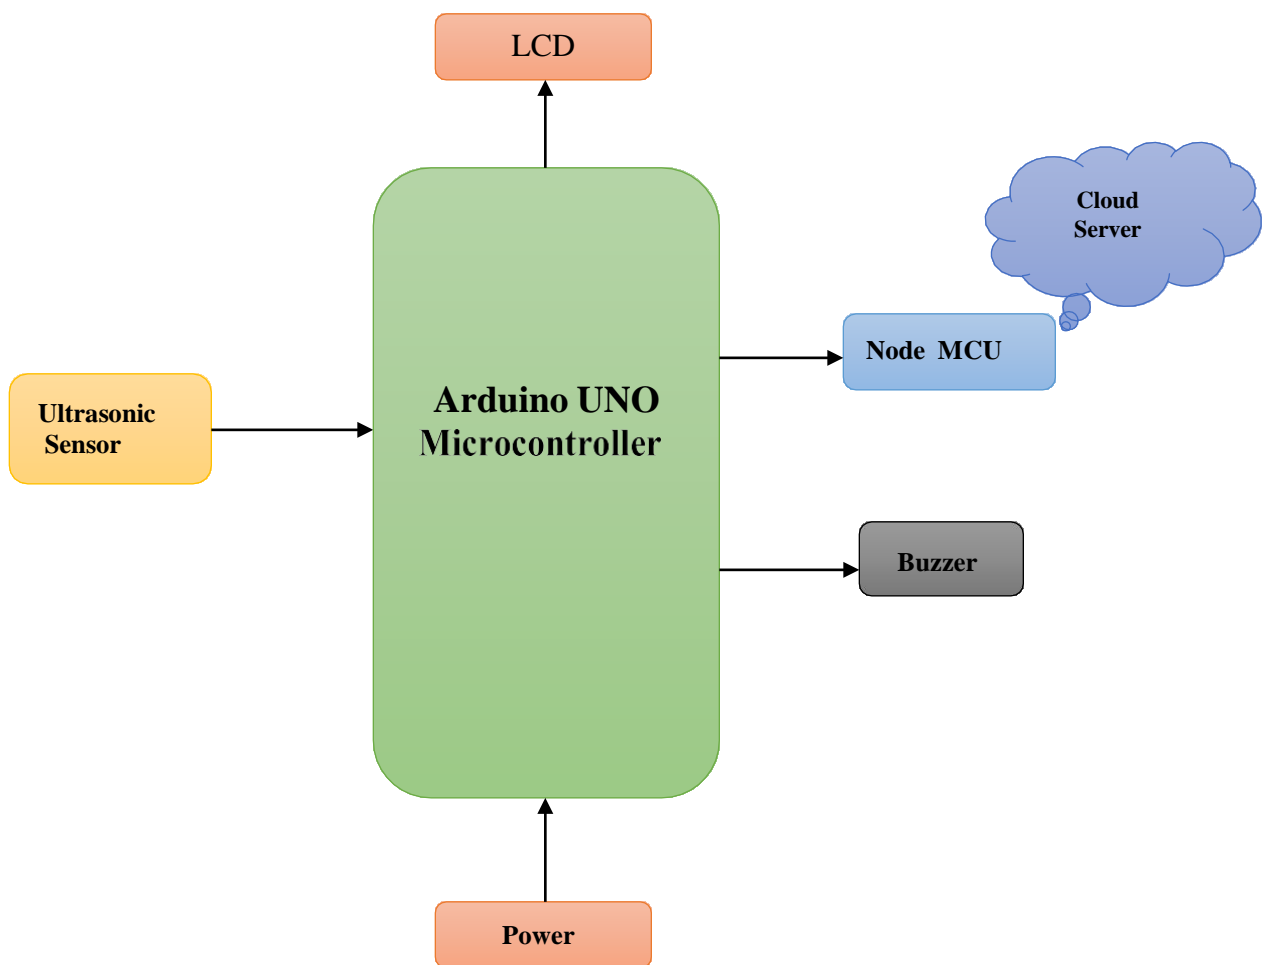 LCD
Cloud
Server
Node MCU
Arduino UNO
Microcontroller
Ultrasonic
Sensor
Buzzer
Power